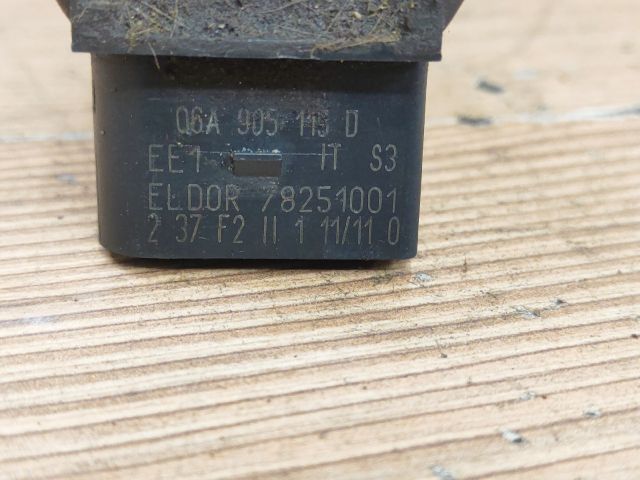 06A 905 115 D
EE1 IT S3
ELDOR 78251001
2 37 F2 II 1 11/11 0